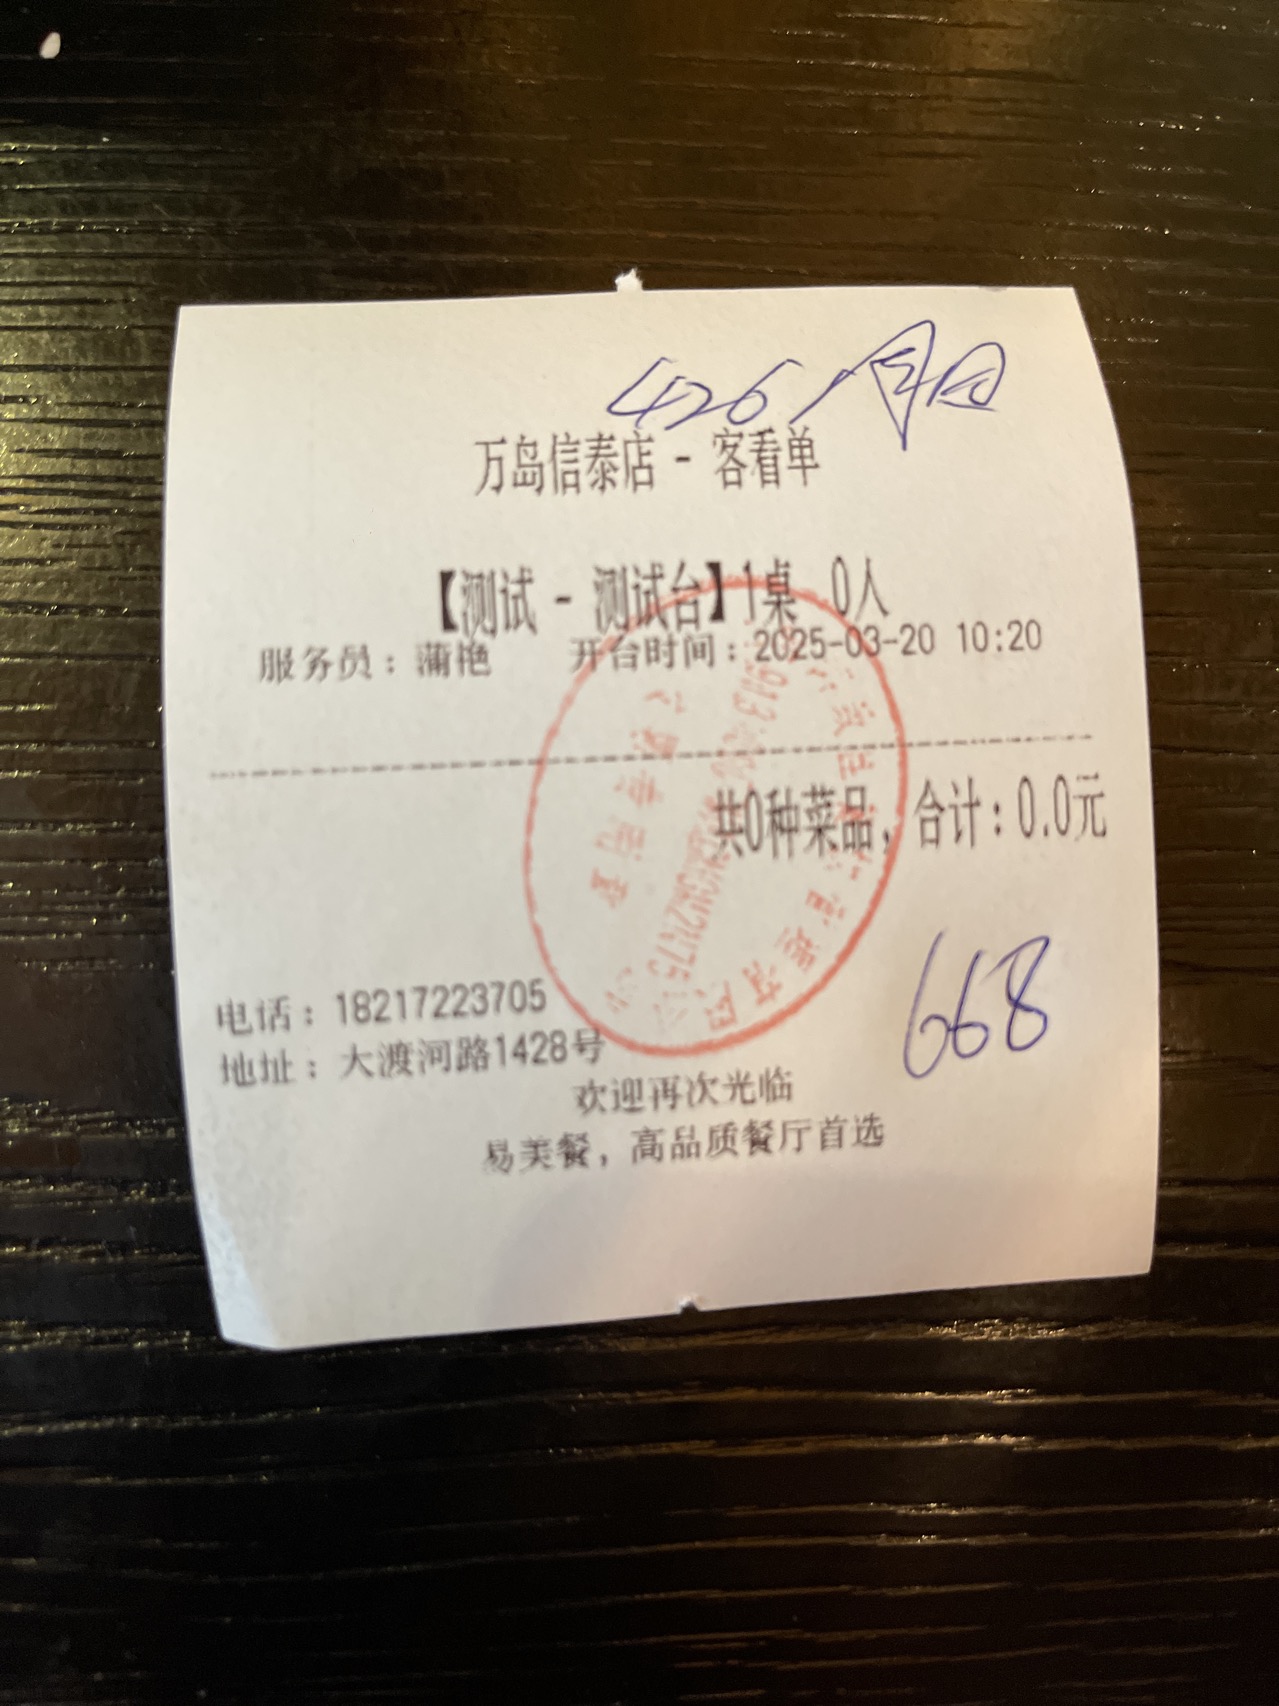 426
万岛信泰店 - 客看单
【测试 - 测试台】1桌 0人
服务员：蒲艳 开台时间：2025-03-20 10:20
共0种菜品，合计：0.0元
668
电话：18217223705
地址：大渡河路1428号
欢迎再次光临
易美餐，高品质餐厅首选